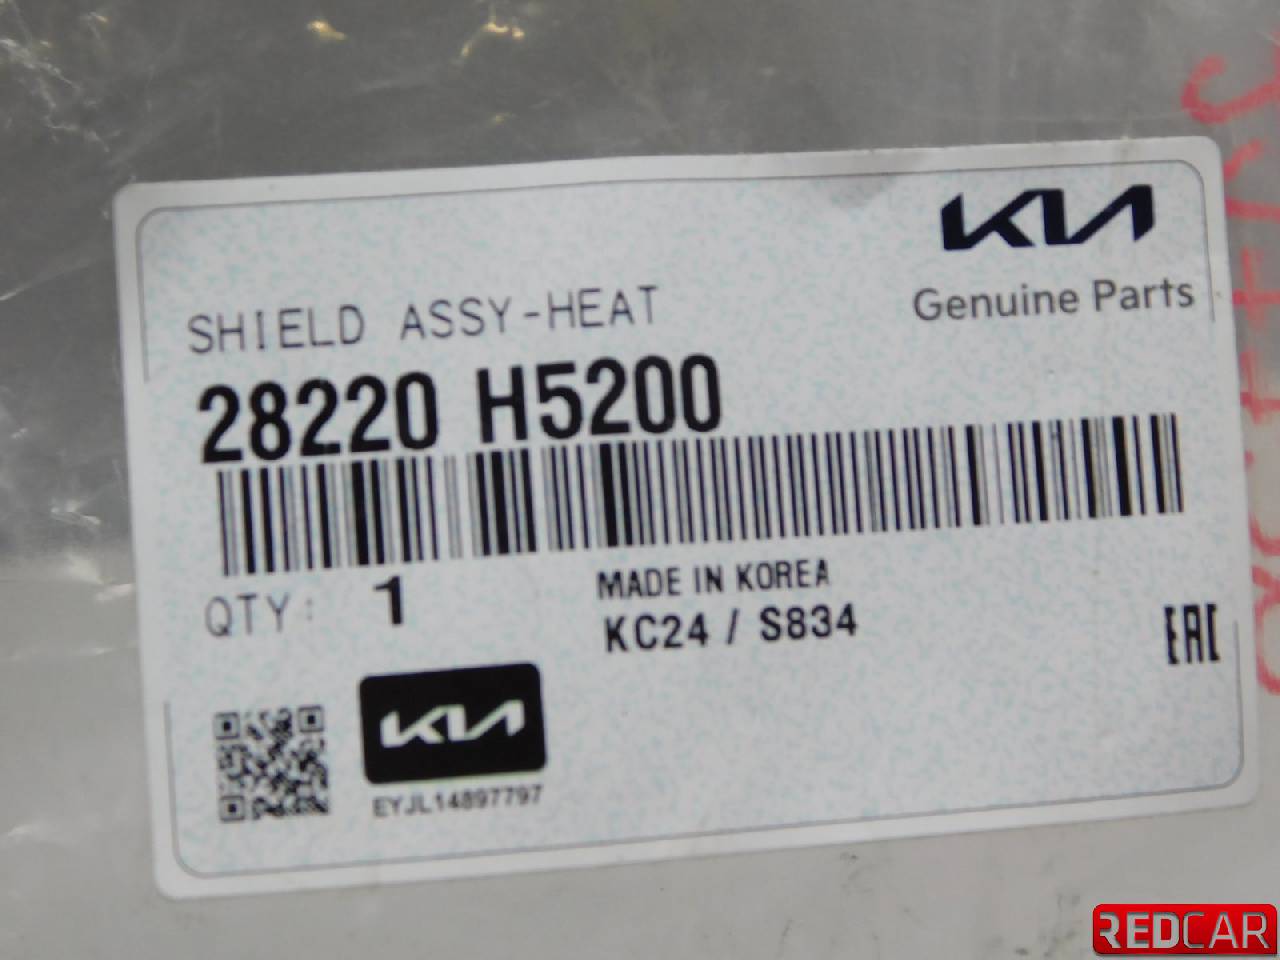 KIA
Genuine Parts
SHIELD ASSY-HEAT
28220 H5200
QTY: 1
MADE IN KOREA
KC24 / S834
EAC
KIA
EYJL14897797
REDCAR